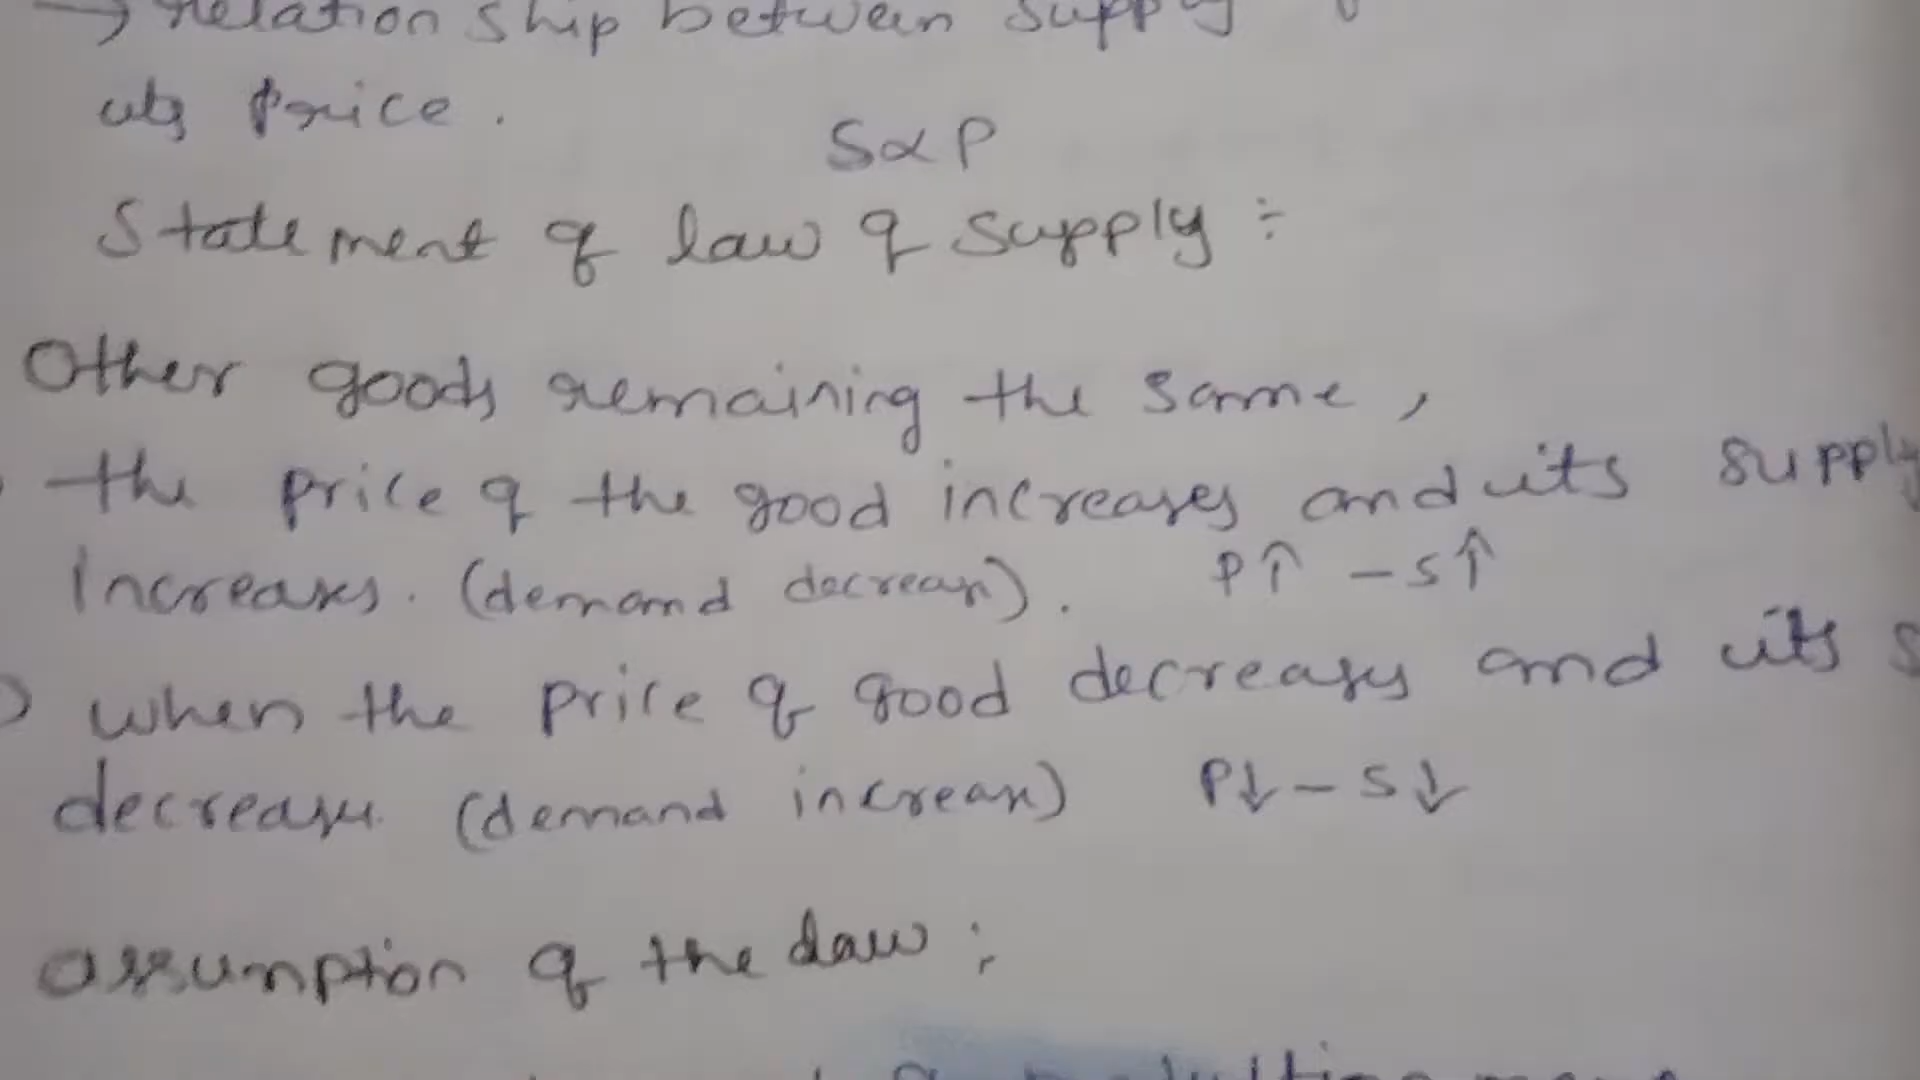 → relation ship between supply
its price.
S∝P
Statement of law of supply :-
Other goods remaining the same,
the price of the good increases and its supply
increases. (demand decrease). P↑ - S↑
when the price of good decreases and its s
decrease. (demand increase) P↓ - S↓
assumption of the law :